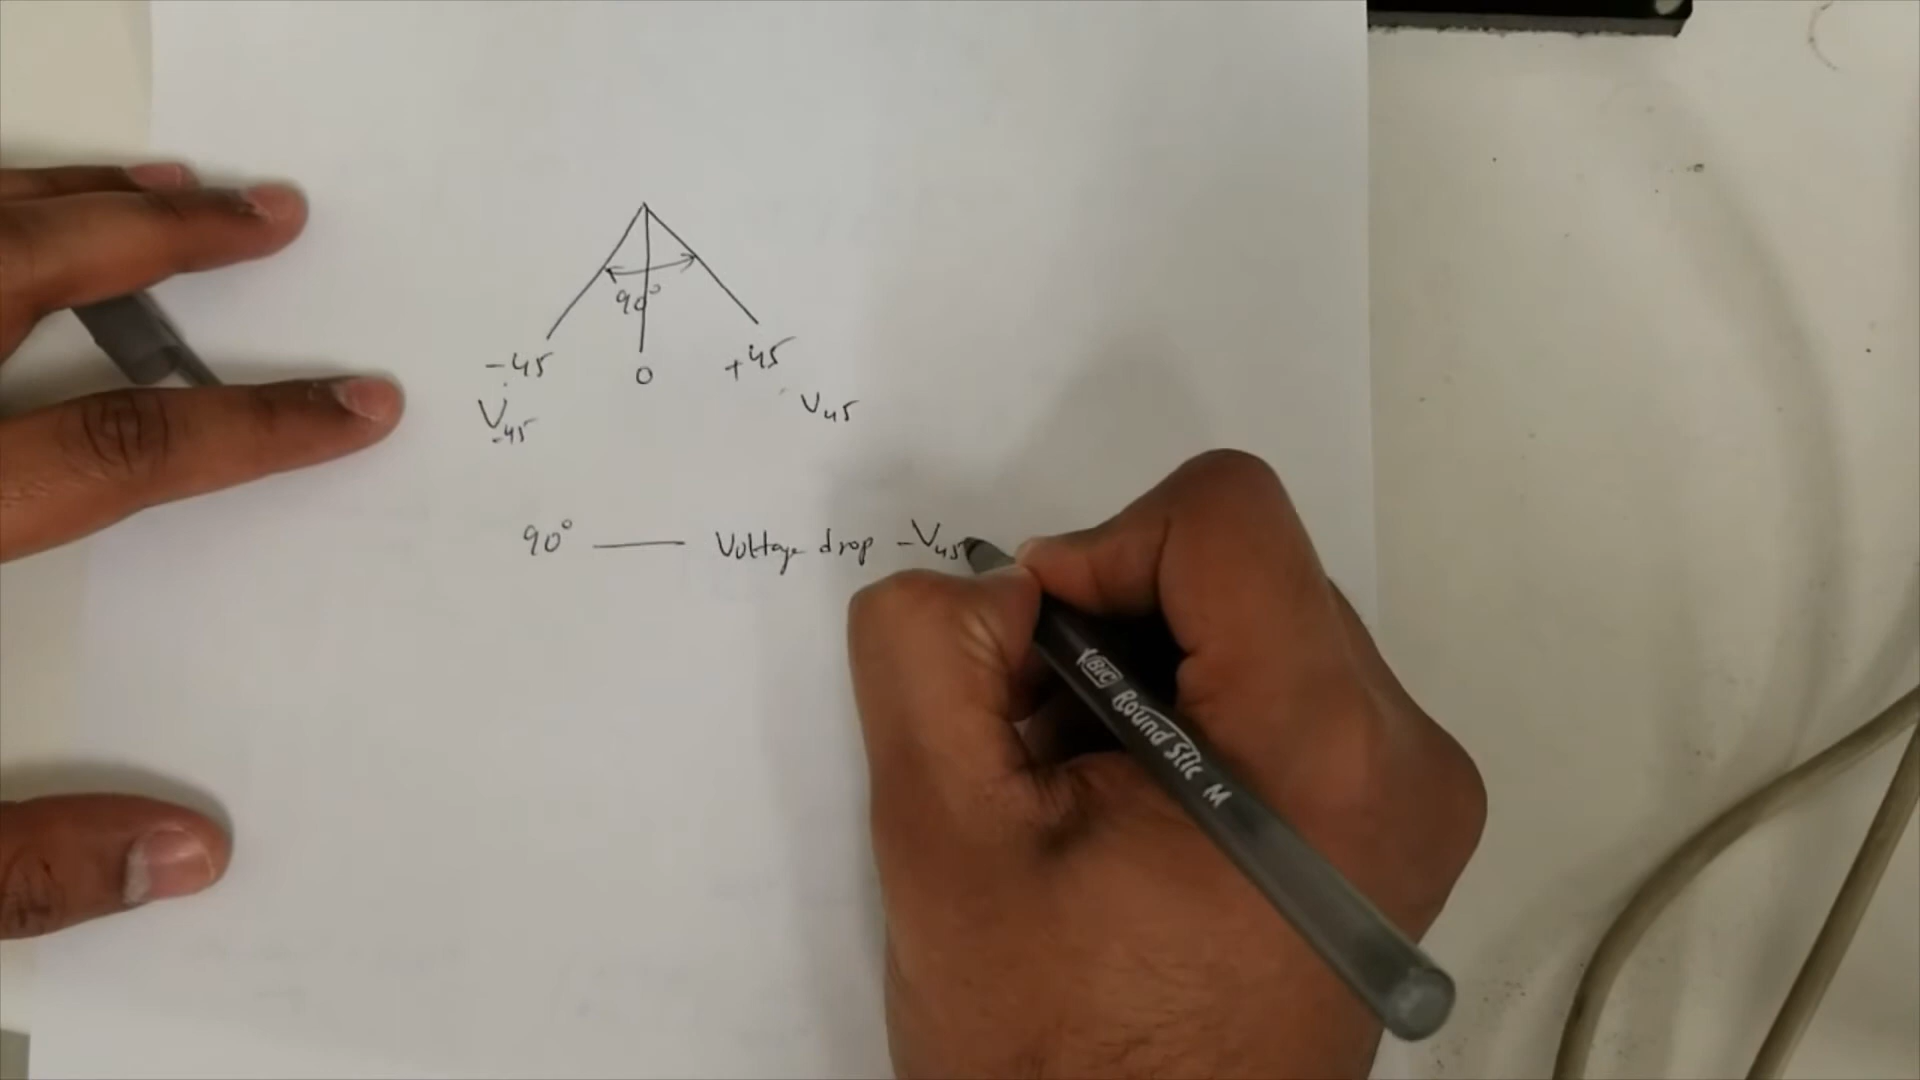 90°
-45 0 +45
V-45 V45
90° — Voltage drop -V45
BIC Round Stic M